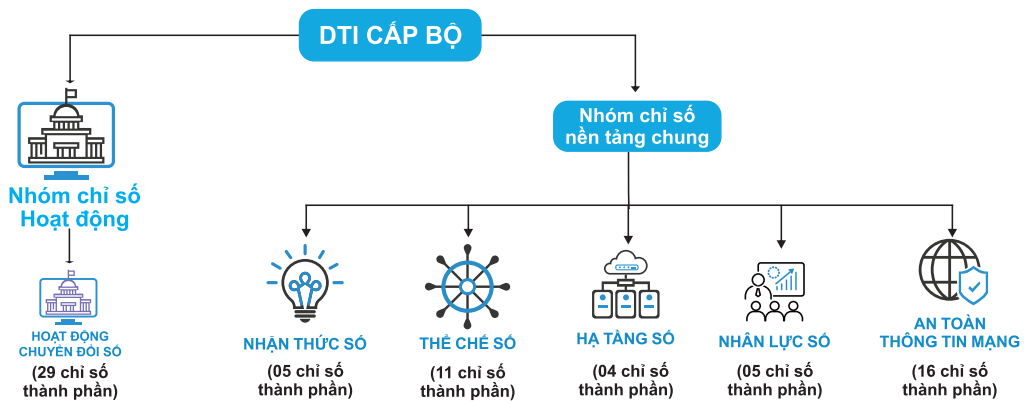 DTI CẤP BỘ
Nhóm chỉ số
nền tảng chung
Nhóm chỉ số
Hoạt động
HOẠT ĐỘNG
CHUYỂN ĐỔI SỐ
(29 chỉ số
thành phần)
NHẬN THỨC SỐ
(05 chỉ số
thành phần)
THỂ CHẾ SỐ
(11 chỉ số
thành phần)
HẠ TẦNG SỐ
(04 chỉ số
thành phần)
NHÂN LỰC SỐ
(05 chỉ số
thành phần)
AN TOÀN
THÔNG TIN MẠNG
(16 chỉ số
thành phần)